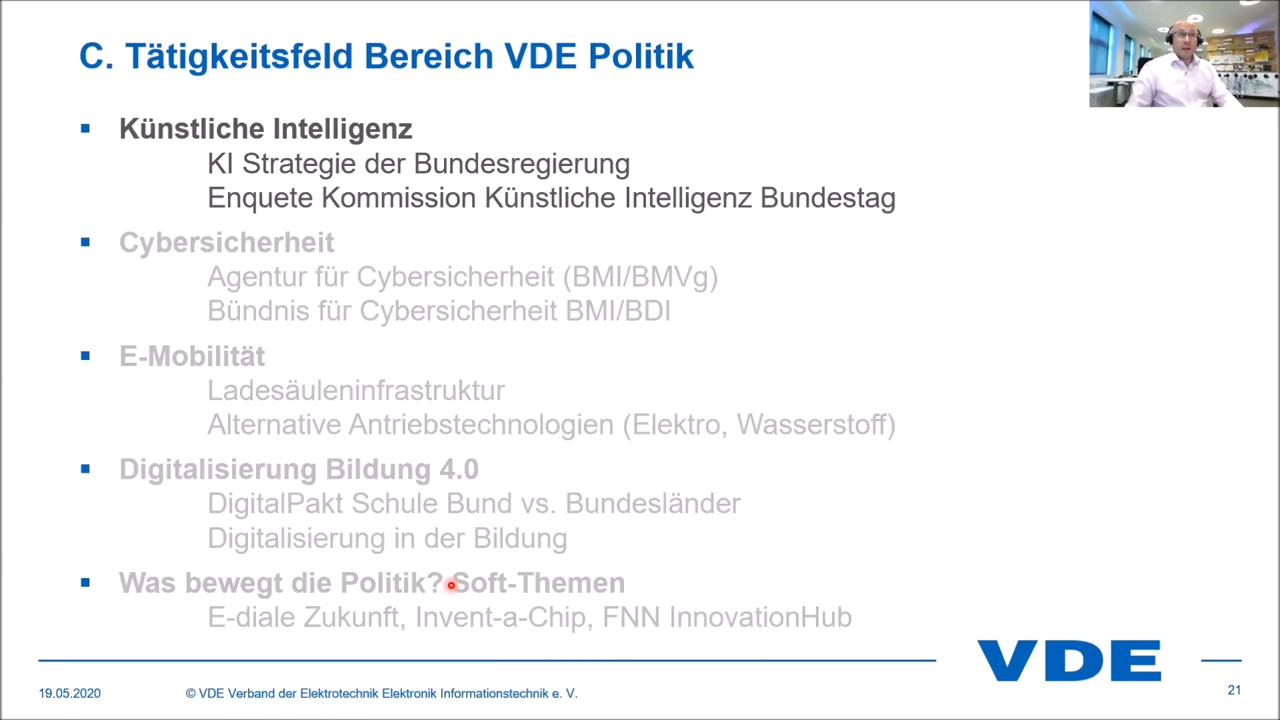 C. Tätigkeitsfeld Bereich VDE Politik
Künstliche Intelligenz
KI Strategie der Bundesregierung
Enquete Kommission Künstliche Intelligenz Bundestag
Cybersicherheit
Agentur für Cybersicherheit (BMI/BMVg)
Bündnis für Cybersicherheit BMI/BDI
E-Mobilität
Ladesäuleninfrastruktur
Alternative Antriebstechnologien (Elektro, Wasserstoff)
Digitalisierung Bildung 4.0
DigitalPakt Schule Bund vs. Bundesländer
Digitalisierung in der Bildung
Was bewegt die Politik? Soft-Themen
E-diale Zukunft, Invent-a-Chip, FNN InnovationHub
VDE
19.05.2020
© VDE Verband der Elektrotechnik Elektronik Informationstechnik e. V.
21